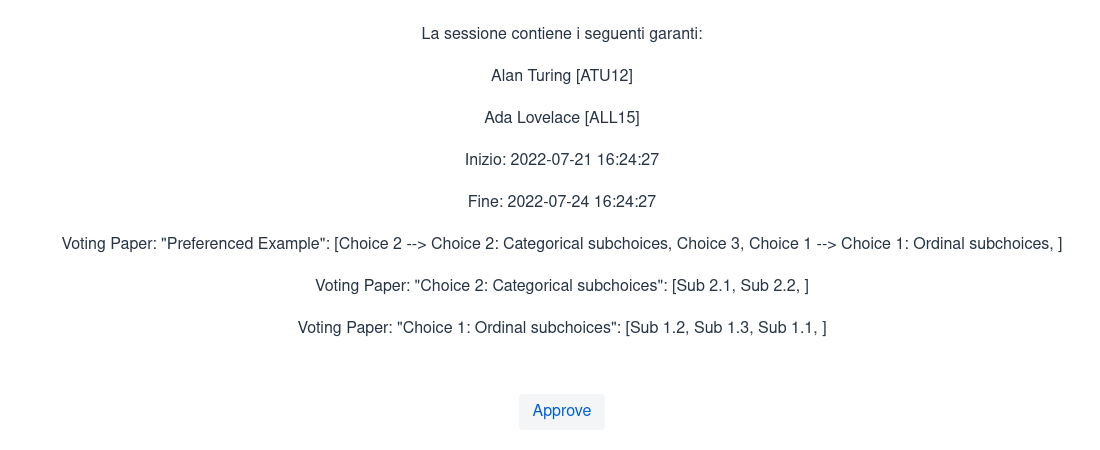 La sessione contiene i seguenti garanti:
Alan Turing [ATU12]
Ada Lovelace [ALL15]
Inizio: 2022-07-21 16:24:27
Fine: 2022-07-24 16:24:27
Voting Paper: "Preferenced Example": [Choice 2 --> Choice 2: Categorical subchoices, Choice 3, Choice 1 --> Choice 1: Ordinal subchoices, ]
Voting Paper: "Choice 2: Categorical subchoices": [Sub 2.1, Sub 2.2, ]
Voting Paper: "Choice 1: Ordinal subchoices": [Sub 1.2, Sub 1.3, Sub 1.1, ]
Approve